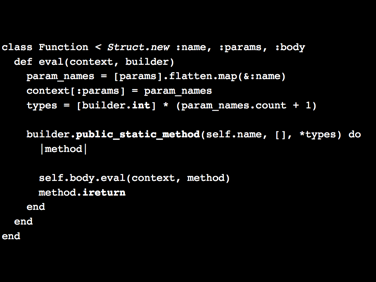 class Function < Struct.new :name, :params, :body
def eval(context, builder)
param_names = [params].flatten.map(&:name)
context[:params] = param_names
types = [builder.int] * (param_names.count + 1)
builder.public_static_method(self.name, [], *types) do
|method|
self.body.eval(context, method)
method.ireturn
end
end
end